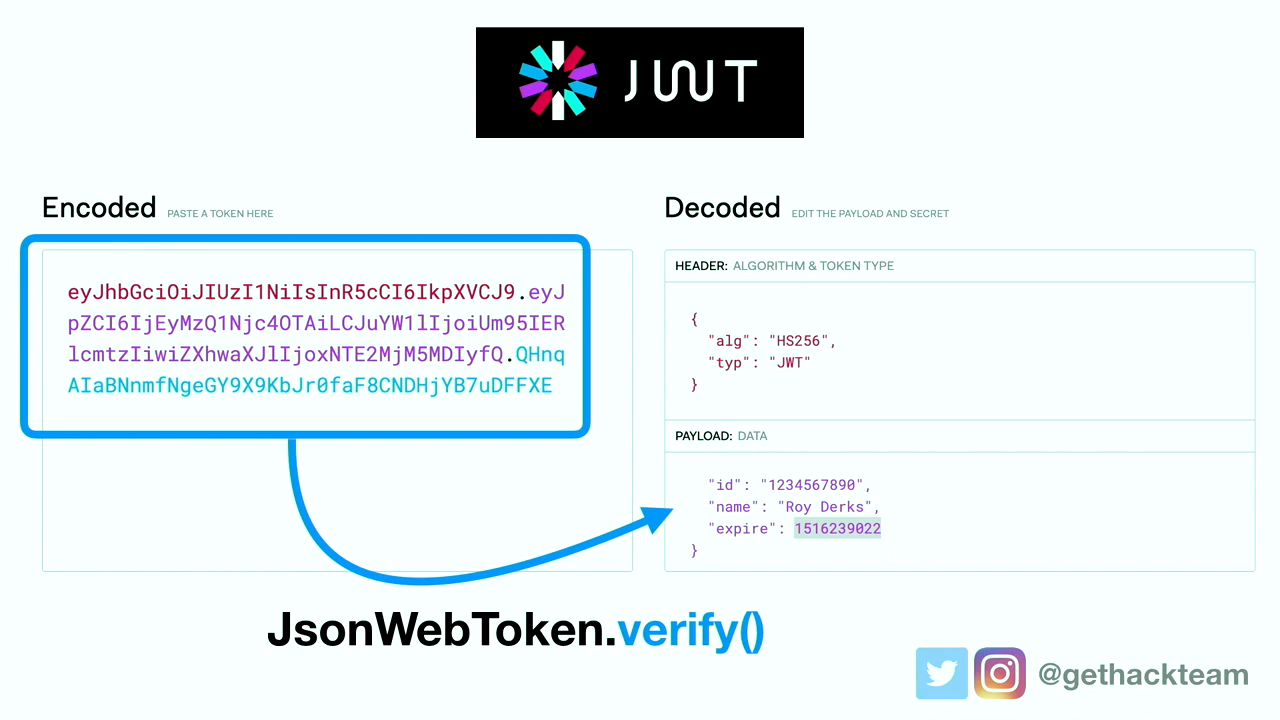 JWT
Encoded PASTE A TOKEN HERE
eyJhbGciOiJIUzI1NiIsInR5cCI6IkpXVCJ9.eyJ
pZCI6IjEyMzQ1Njc4OTAiLCJuYW1lIjoiUm95IER
lcmtzIiwiZXhwaXJlIjoxNTE2MjM5MDIyfQ.QHnq
AIaBNnmfNgeGY9X9KbJr0faF8CNDHjYB7uDFFXE
Decoded EDIT THE PAYLOAD AND SECRET
HEADER: ALGORITHM & TOKEN TYPE
{
"alg": "HS256",
"typ": "JWT"
}
PAYLOAD: DATA
"id": "1234567890",
"name": "Roy Derks",
"expire": 1516239022
}
JsonWebToken.verify()
@gethackteam